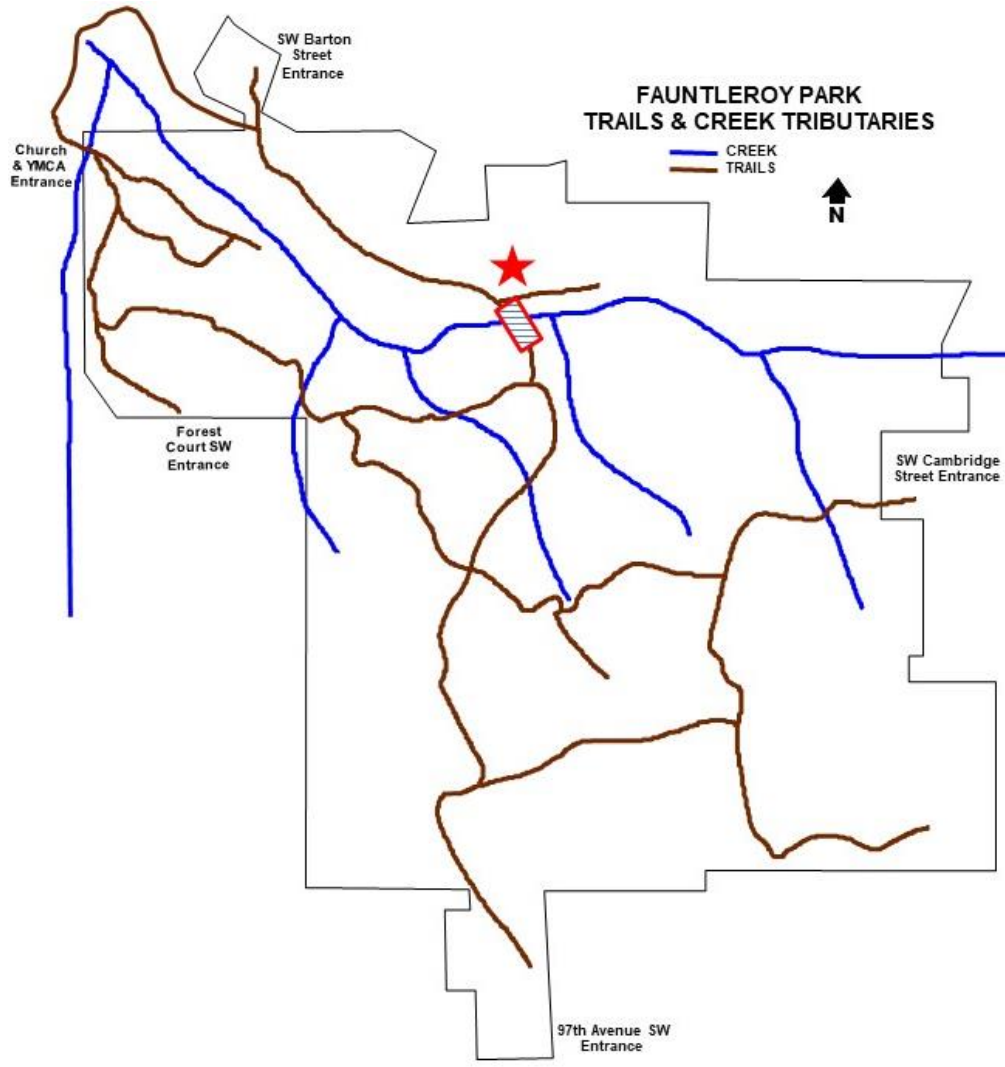 SW Barton
Street
Entrance
FAUNTLEROY PARK
TRAILS & CREEK TRIBUTARIES
CREEK
TRAILS
N
Church
& YMCA
Entrance
Forest
Court SW
Entrance
SW Cambridge
Street Entrance
97th Avenue SW
Entrance